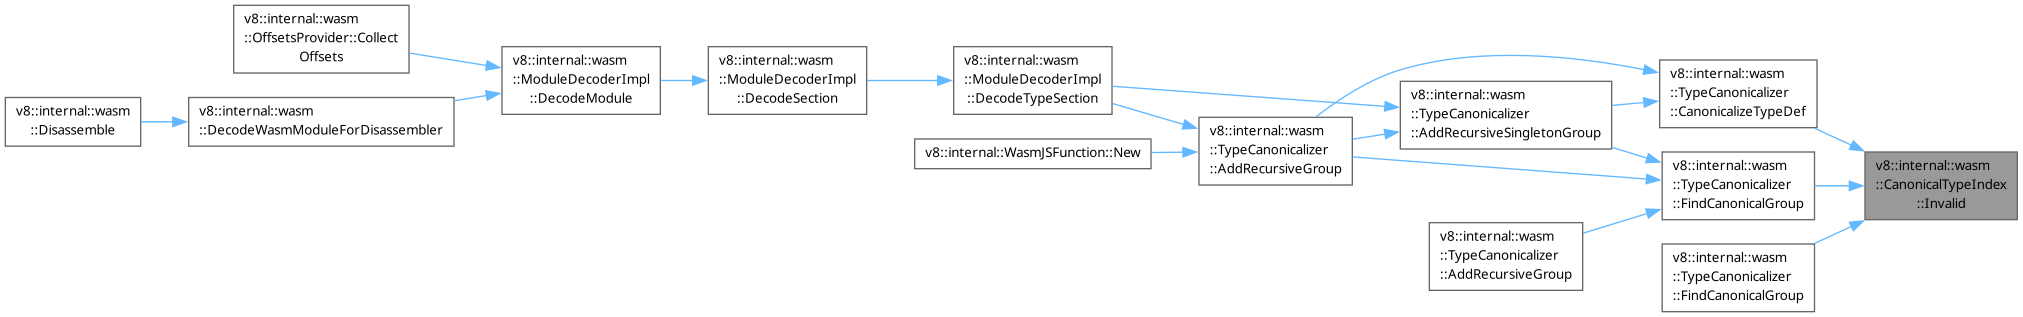 v8::internal::wasm
::OffsetsProvider::Collect
Offsets
v8::internal::wasm
::Disassemble
v8::internal::wasm
::DecodeWasmModuleForDisassembler
v8::internal::wasm
::ModuleDecoderImpl
::DecodeModule
v8::internal::wasm
::ModuleDecoderImpl
::DecodeSection
v8::internal::wasm
::ModuleDecoderImpl
::DecodeTypeSection
v8::internal::WasmJSFunction::New
v8::internal::wasm
::TypeCanonicalizer
::AddRecursiveGroup
v8::internal::wasm
::TypeCanonicalizer
::AddRecursiveSingletonGroup
v8::internal::wasm
::TypeCanonicalizer
::AddRecursiveGroup
v8::internal::wasm
::TypeCanonicalizer
::CanonicalizeTypeDef
v8::internal::wasm
::TypeCanonicalizer
::FindCanonicalGroup
v8::internal::wasm
::TypeCanonicalizer
::FindCanonicalGroup
v8::internal::wasm
::CanonicalTypeIndex
::Invalid